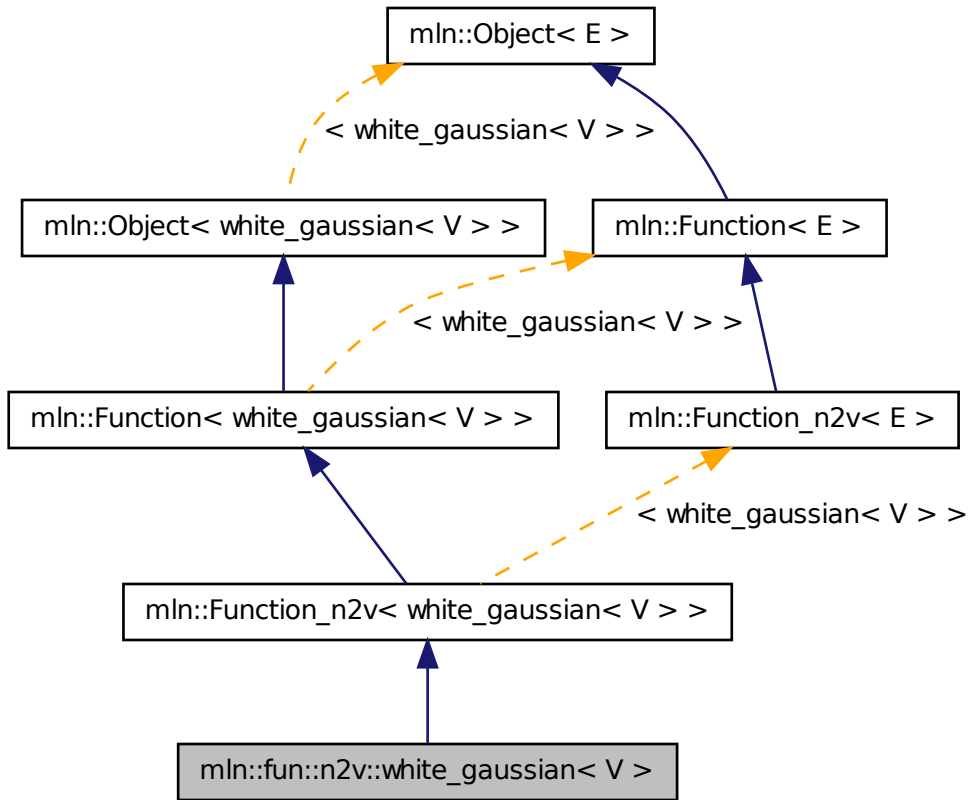 mln::Object< E >
< white_gaussian< V > >
mln::Object< white_gaussian< V > >
mln::Function< E >
< white_gaussian< V > >
mln::Function< white_gaussian< V > >
mln::Function_n2v< E >
< white_gaussian< V > >
mln::Function_n2v< white_gaussian< V > >
mln::fun::n2v::white_gaussian< V >